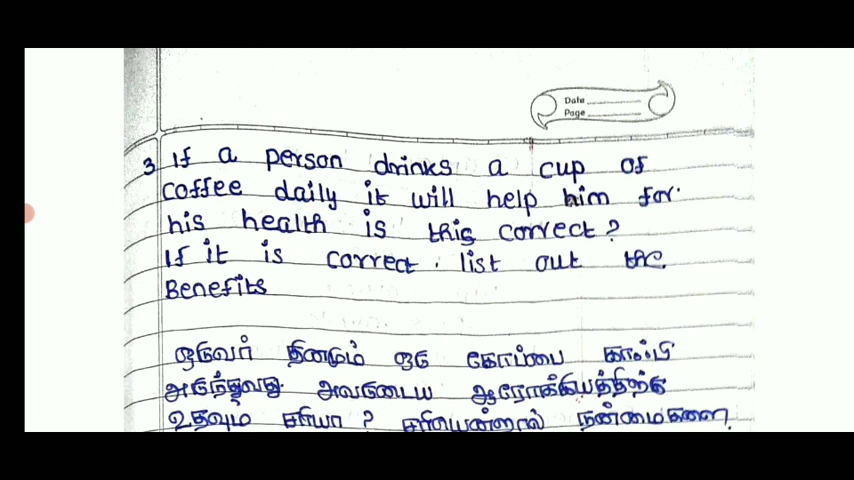 Date
Page
3 If a person drinks a cup of
coffee daily it will help him for
his health is this correct?
If it is correct. list out the
Benefits
ஒருவர் தினமும் ஒரு கோப்பை காப்பி
அருந்துவது அவருடைய ஆரோக்கியத்திற்கு
உதவும் சரியா? சரியென்றால் நன்மைகளை